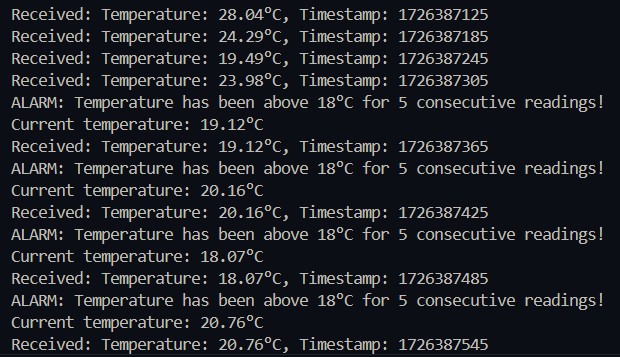 Received: Temperature: 28.04°C, Timestamp: 1726387125
Received: Temperature: 24.29°C, Timestamp: 1726387185
Received: Temperature: 19.49°C, Timestamp: 1726387245
Received: Temperature: 23.98°C, Timestamp: 1726387305
ALARM: Temperature has been above 18°C for 5 consecutive readings!
Current temperature: 19.12°C
Received: Temperature: 19.12°C, Timestamp: 1726387365
ALARM: Temperature has been above 18°C for 5 consecutive readings!
Current temperature: 20.16°C
Received: Temperature: 20.16°C, Timestamp: 1726387425
ALARM: Temperature has been above 18°C for 5 consecutive readings!
Current temperature: 18.07°C
Received: Temperature: 18.07°C, Timestamp: 1726387485
ALARM: Temperature has been above 18°C for 5 consecutive readings!
Current temperature: 20.76°C
Received: Temperature: 20.76°C, Timestamp: 1726387545